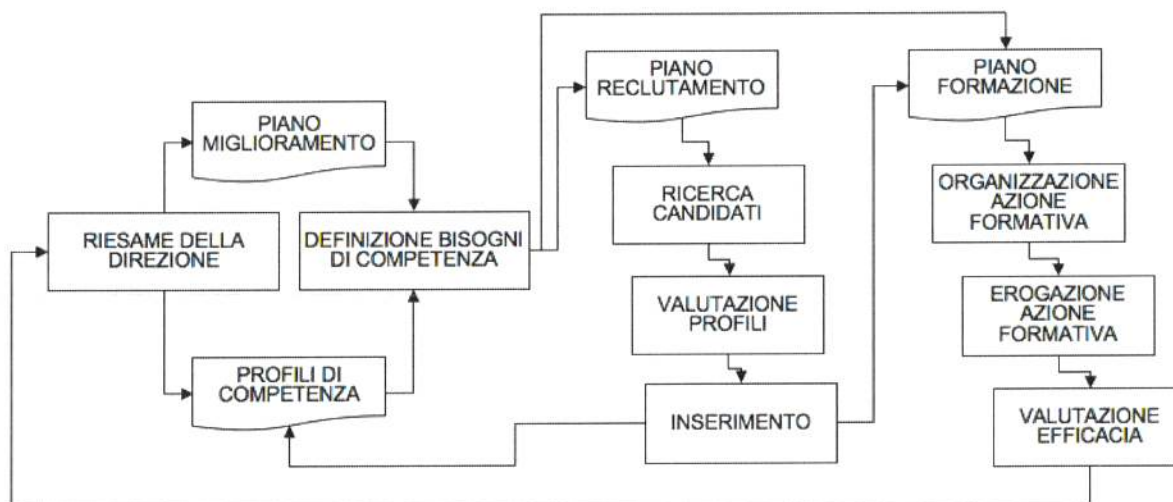 PIANO
MIGLIORAMENTO
RIESAME DELLA
DIREZIONE
PROFILI DI
COMPETENZA
DEFINIZIONE BISOGNI
DI COMPETENZA
PIANO
RECLUTAMENTO
RICERCA
CANDIDATI
VALUTAZIONE
PROFILI
INSERIMENTO
PIANO
FORMAZIONE
ORGANIZZAZIONE
AZIONE
FORMATIVA
EROGAZIONE
AZIONE
FORMATIVA
VALUTAZIONE
EFFICACIA